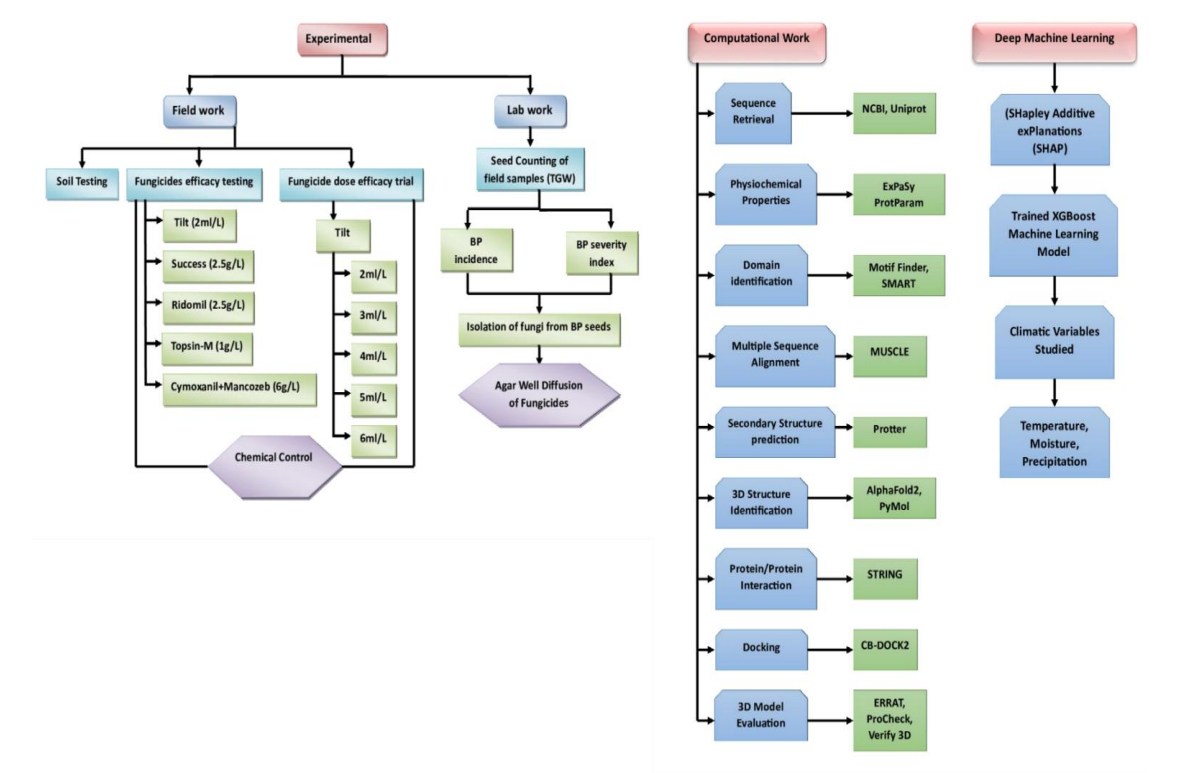 Experimental
Field work
Lab work
Soil Testing
Fungicides efficacy testing
Fungicide dose efficacy trial
Seed Counting of
field samples (TGW)
Tilt (2ml/L)
Success (2.5g/L)
Ridomil (2.5g/L)
Topsin-M (1g/L)
Cymoxanil+Mancozeb (6g/L)
Tilt
2ml/L
3ml/L
4ml/L
5ml/L
6ml/L
Chemical Control
BP
incidence
BP severity
index
Isolation of fungi from BP seeds
Agar Well Diffusion
of Fungicides
Computational Work
Sequence
Retrieval
NCBI, Uniprot
Physiochemical
Properties
ExPaSy
ProtParam
Domain
identification
Motif Finder,
SMART
Multiple Sequence
Alignment
MUSCLE
Secondary Structure
prediction
Protter
3D Structure
Identification
AlphaFold2,
PyMol
Protein/Protein
Interaction
STRING
Docking
CB-DOCK2
3D Model
Evaluation
ERRAT,
ProCheck,
Verify 3D
Deep Machine Learning
(SHapley Additive
exPlanations
(SHAP)
Trained XGBoost
Machine Learning
Model
Climatic Variables
Studied
Temperature,
Moisture,
Precipitation